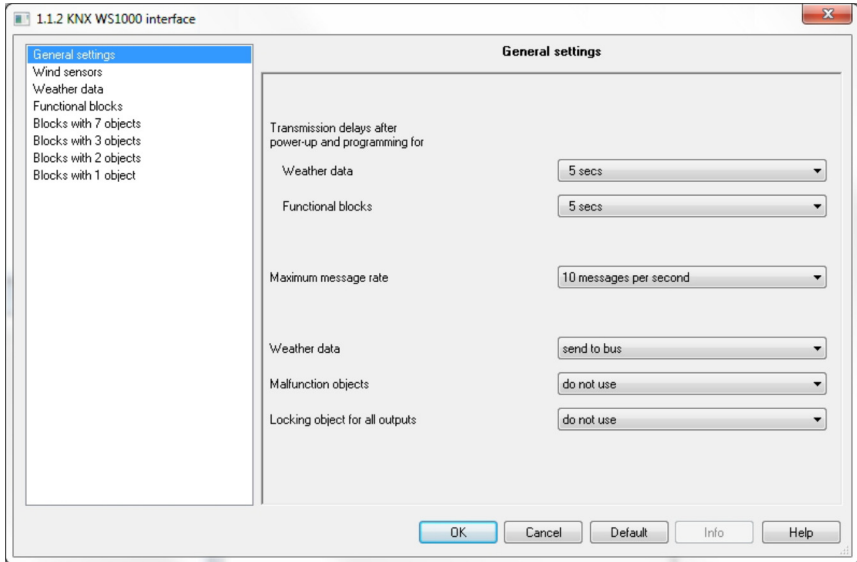 1.1.2 KNX WS1000 interface
General settings
Wind sensors
Weather data
Functional blocks
Blocks with 7 objects
Blocks with 3 objects
Blocks with 2 objects
Blocks with 1 object
General settings
Transmission delays after
power-up and programming for
Weather data 5 secs
Functional blocks 5 secs
Maximum message rate 10 messages per second
Weather data send to bus
Malfunction objects do not use
Locking object for all outputs do not use
OK Cancel Default Info Help